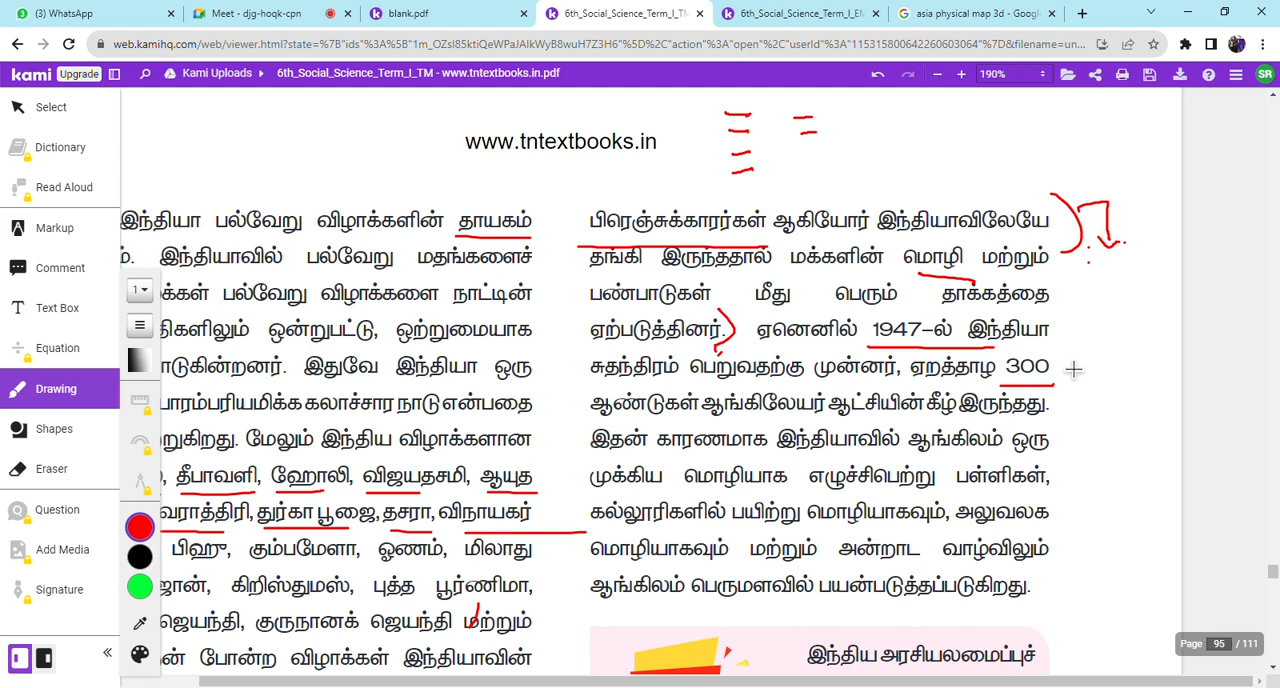 (3) WhatsApp
Meet - djg-hoqk-cpn
blank.pdf
6th_Social_Science_Term_I_TM
6th_Social_Science_Term_I_EM
asia physical map 3d - Google
web.kamihq.com/web/viewer.html?state=%7B"ids"%3A%5B"1m_OZsI85ktiQeWPaJAIkWyB8wuH7Z3H6"%5D%2C"action"%3A"open"%2C"userId"%3A"115315800642260603064"%7D&filename=un...
kami Upgrade Kami Uploads 6th_Social_Science_Term_I_TM - www.tntextbooks.in.pdf 190% SR
Select
Dictionary
Read Aloud
Markup
Comment
Text Box
Equation
Drawing
Shapes
Eraser
Question
Add Media
Signature
1
www.tntextbooks.in
இந்தியா பல்வேறு விழாக்களின் தாயகம்
ம். இந்தியாவில் பல்வேறு மதங்களைச்
க்கள் பல்வேறு விழாக்களை நாட்டின்
திகளிலும் ஒன்றுபட்டு, ஒற்றுமையாக
டுகின்றனர். இதுவே இந்தியா ஒரு
பாரம்பரியமிக்க கலாச்சார நாடு என்பதை
றுகிறது. மேலும் இந்திய விழாக்களான
தீபாவளி, ஹோலி, விஜயதசமி, ஆயுத
வராத்திரி, துர்கா பூஜை, தசரா, விநாயகர்
பிஹு, கும்பமேளா, ஓணம், மிலாது
ஜான், கிறிஸ்துமஸ், புத்த பூர்ணிமா,
ஜெயந்தி, குருநானக் ஜெயந்தி மற்றும்
போன்ற விழாக்கள் இந்தியாவின்
பிரெஞ்சுக்காரர்கள் ஆகியோர் இந்தியாவிலேயே
தங்கி இருந்ததால் மக்களின் மொழி மற்றும்
பண்பாடுகள் மீது பெரும் தாக்கத்தை
ஏற்படுத்தினர். ஏனெனில் 1947–ல் இந்தியா
சுதந்திரம் பெறுவதற்கு முன்னர், ஏறத்தாழ 300
ஆண்டுகள் ஆங்கிலேயர் ஆட்சியின் கீழ் இருந்தது.
இதன் காரணமாக இந்தியாவில் ஆங்கிலம் ஒரு
முக்கிய மொழியாக எழுச்சிபெற்று பள்ளிகள்,
கல்லூரிகளில் பயிற்று மொழியாகவும், அலுவலக
மொழியாகவும் மற்றும் அன்றாட வாழ்விலும்
ஆங்கிலம் பெருமளவில் பயன்படுத்தப்படுகிறது.
இந்திய அரசியலமைப்புச்
Page 95 / 111